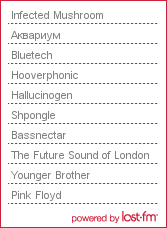 Infected Mushroom
Аквариум
Bluetech
Hooverphonic
Hallucinogen
Shpongle
Bassnectar
The Future Sound of London
Younger Brother
Pink Floyd
powered by last.fm